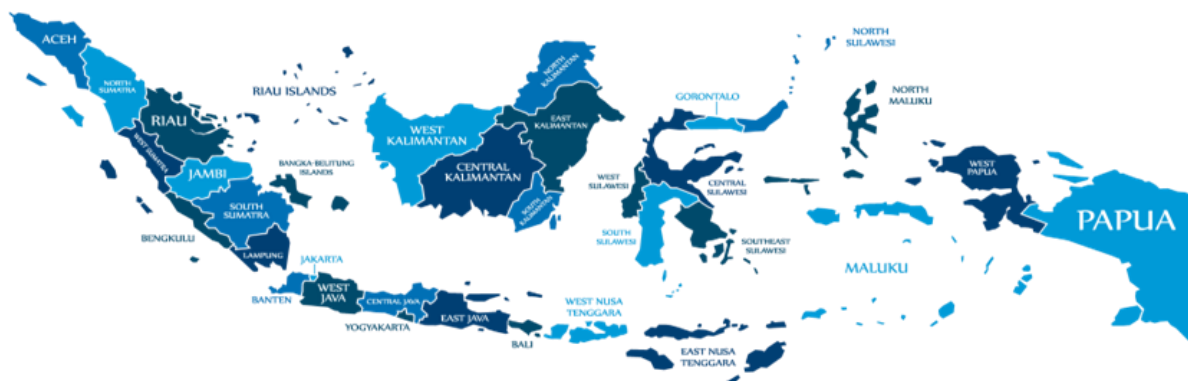 ACEH
NORTH
SUMATRA
RIAU
RIAU ISLANDS
WEST SUMATRA
JAMBI
BANGKA-BELITUNG
ISLANDS
SOUTH
SUMATRA
BENGKULU
LAMPUNG
JAKARTA
BANTEN
WEST
JAVA
CENTRAL JAVA
YOGYAKARTA
EAST JAVA
BALI
WEST NUSA
TENGGARA
EAST NUSA
TENGGARA
NORTH
KALIMANTAN
WEST
KALIMANTAN
EAST
KALIMANTAN
CENTRAL
KALIMANTAN
SOUTH
KALIMANTAN
NORTH
SULAWESI
GORONTALO
WEST
SULAWESI
CENTRAL
SULAWESI
SOUTH
SULAWESI
SOUTHEAST
SULAWESI
NORTH
MALUKU
MALUKU
WEST
PAPUA
PAPUA